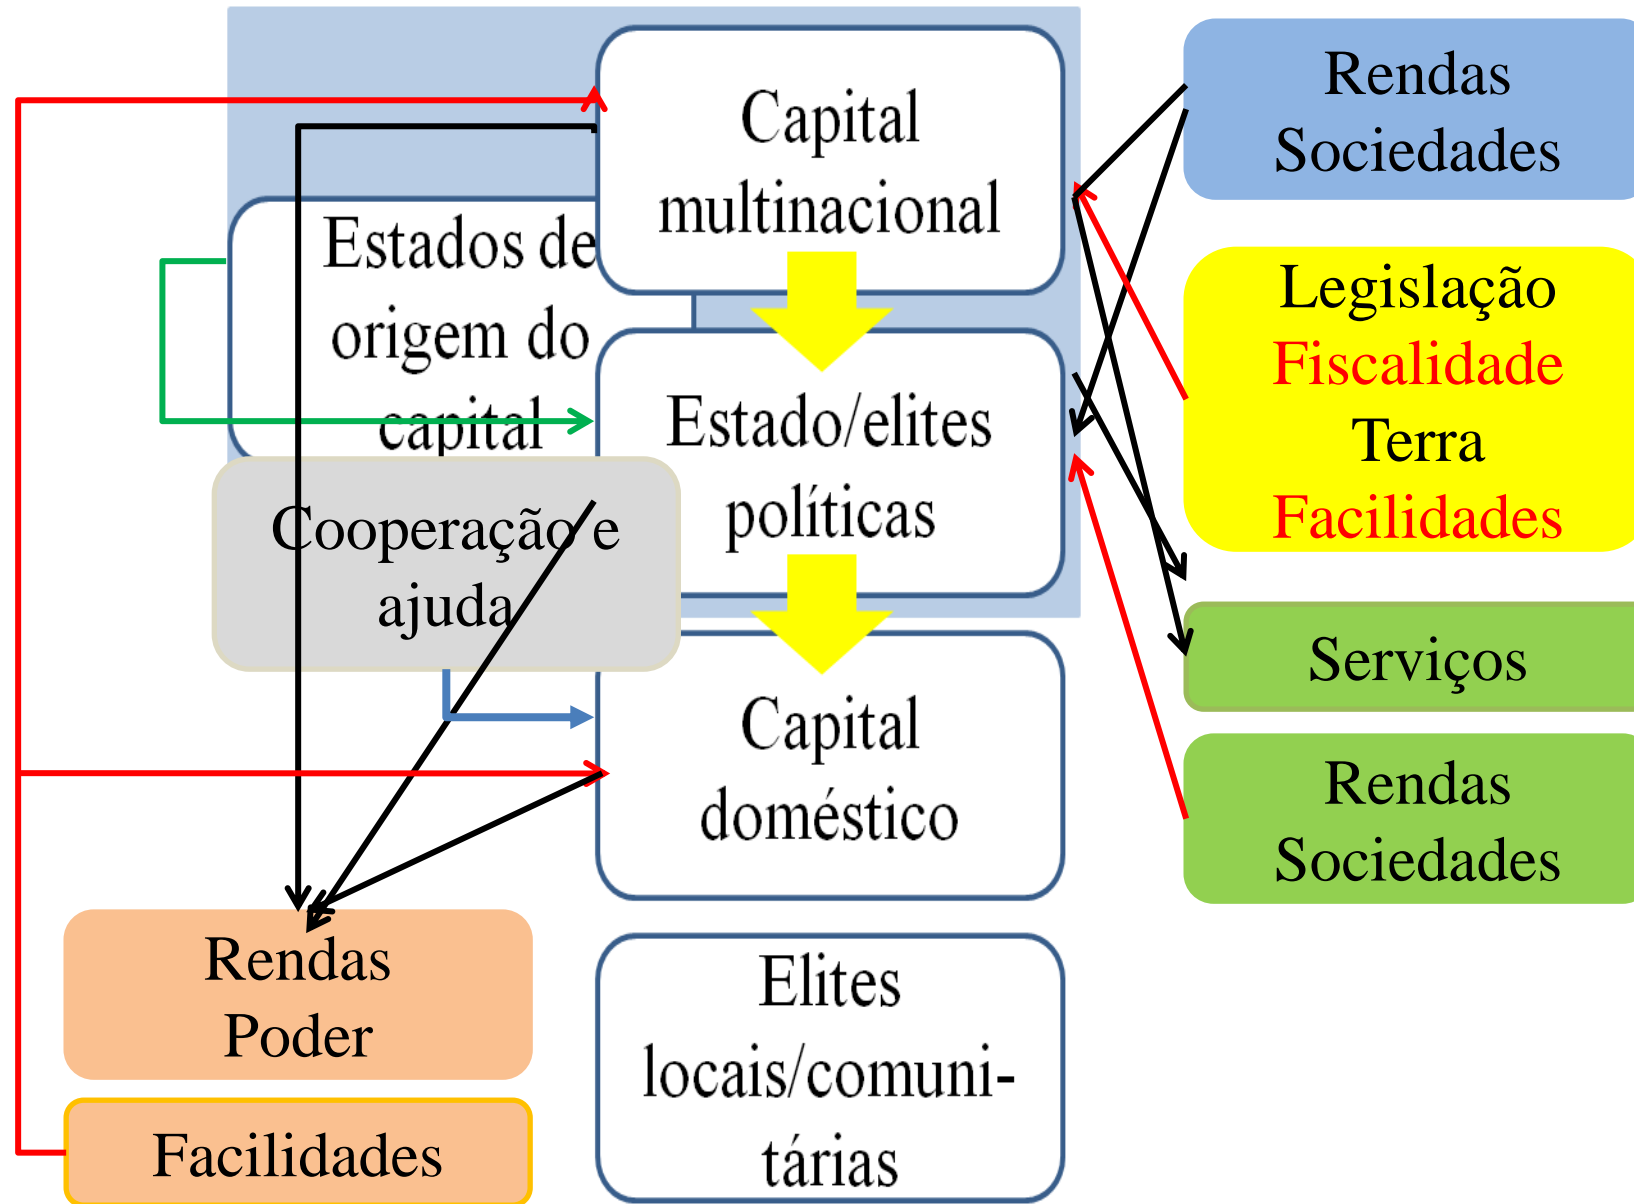 Capital
multinacional
Estados de
origem do
capital
Estado/elites
políticas
Cooperação e
ajuda
Capital
doméstico
Rendas
Poder
Facilidades
Elites
locais/comuni-
tárias
Rendas
Sociedades
Legislação
Fiscalidade
Terra
Facilidades
Serviços
Rendas
Sociedades